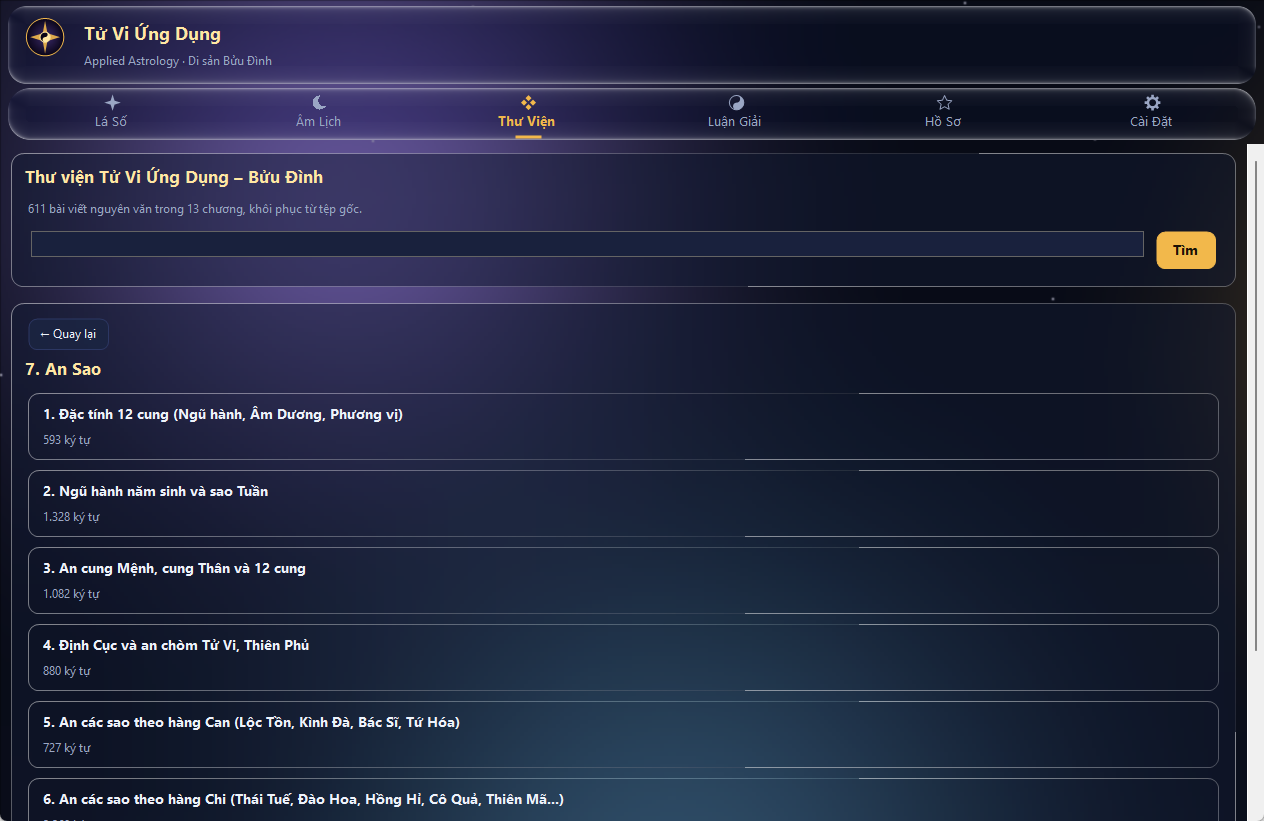 Tử Vi Ứng Dụng
Applied Astrology · Di sản Bửu Đình
Lá Số
Âm Lịch
Thư Viện
Luận Giải
Hồ Sơ
Cài Đặt
Thư viện Tử Vi Ứng Dụng – Bửu Đình
611 bài viết nguyên văn trong 13 chương, khôi phục từ tệp gốc.
Tìm
← Quay lại
7. An Sao
1. Đặc tính 12 cung (Ngũ hành, Âm Dương, Phương vị)
593 ký tự
2. Ngũ hành năm sinh và sao Tuần
1.328 ký tự
3. An cung Mệnh, cung Thân và 12 cung
1.082 ký tự
4. Định Cục và an chòm Tử Vi, Thiên Phủ
880 ký tự
5. An các sao theo hàng Can (Lộc Tồn, Kình Đà, Bác Sĩ, Tứ Hóa)
727 ký tự
6. An các sao theo hàng Chi (Thái Tuế, Đào Hoa, Hồng Hỉ, Cô Quả, Thiên Mã...)